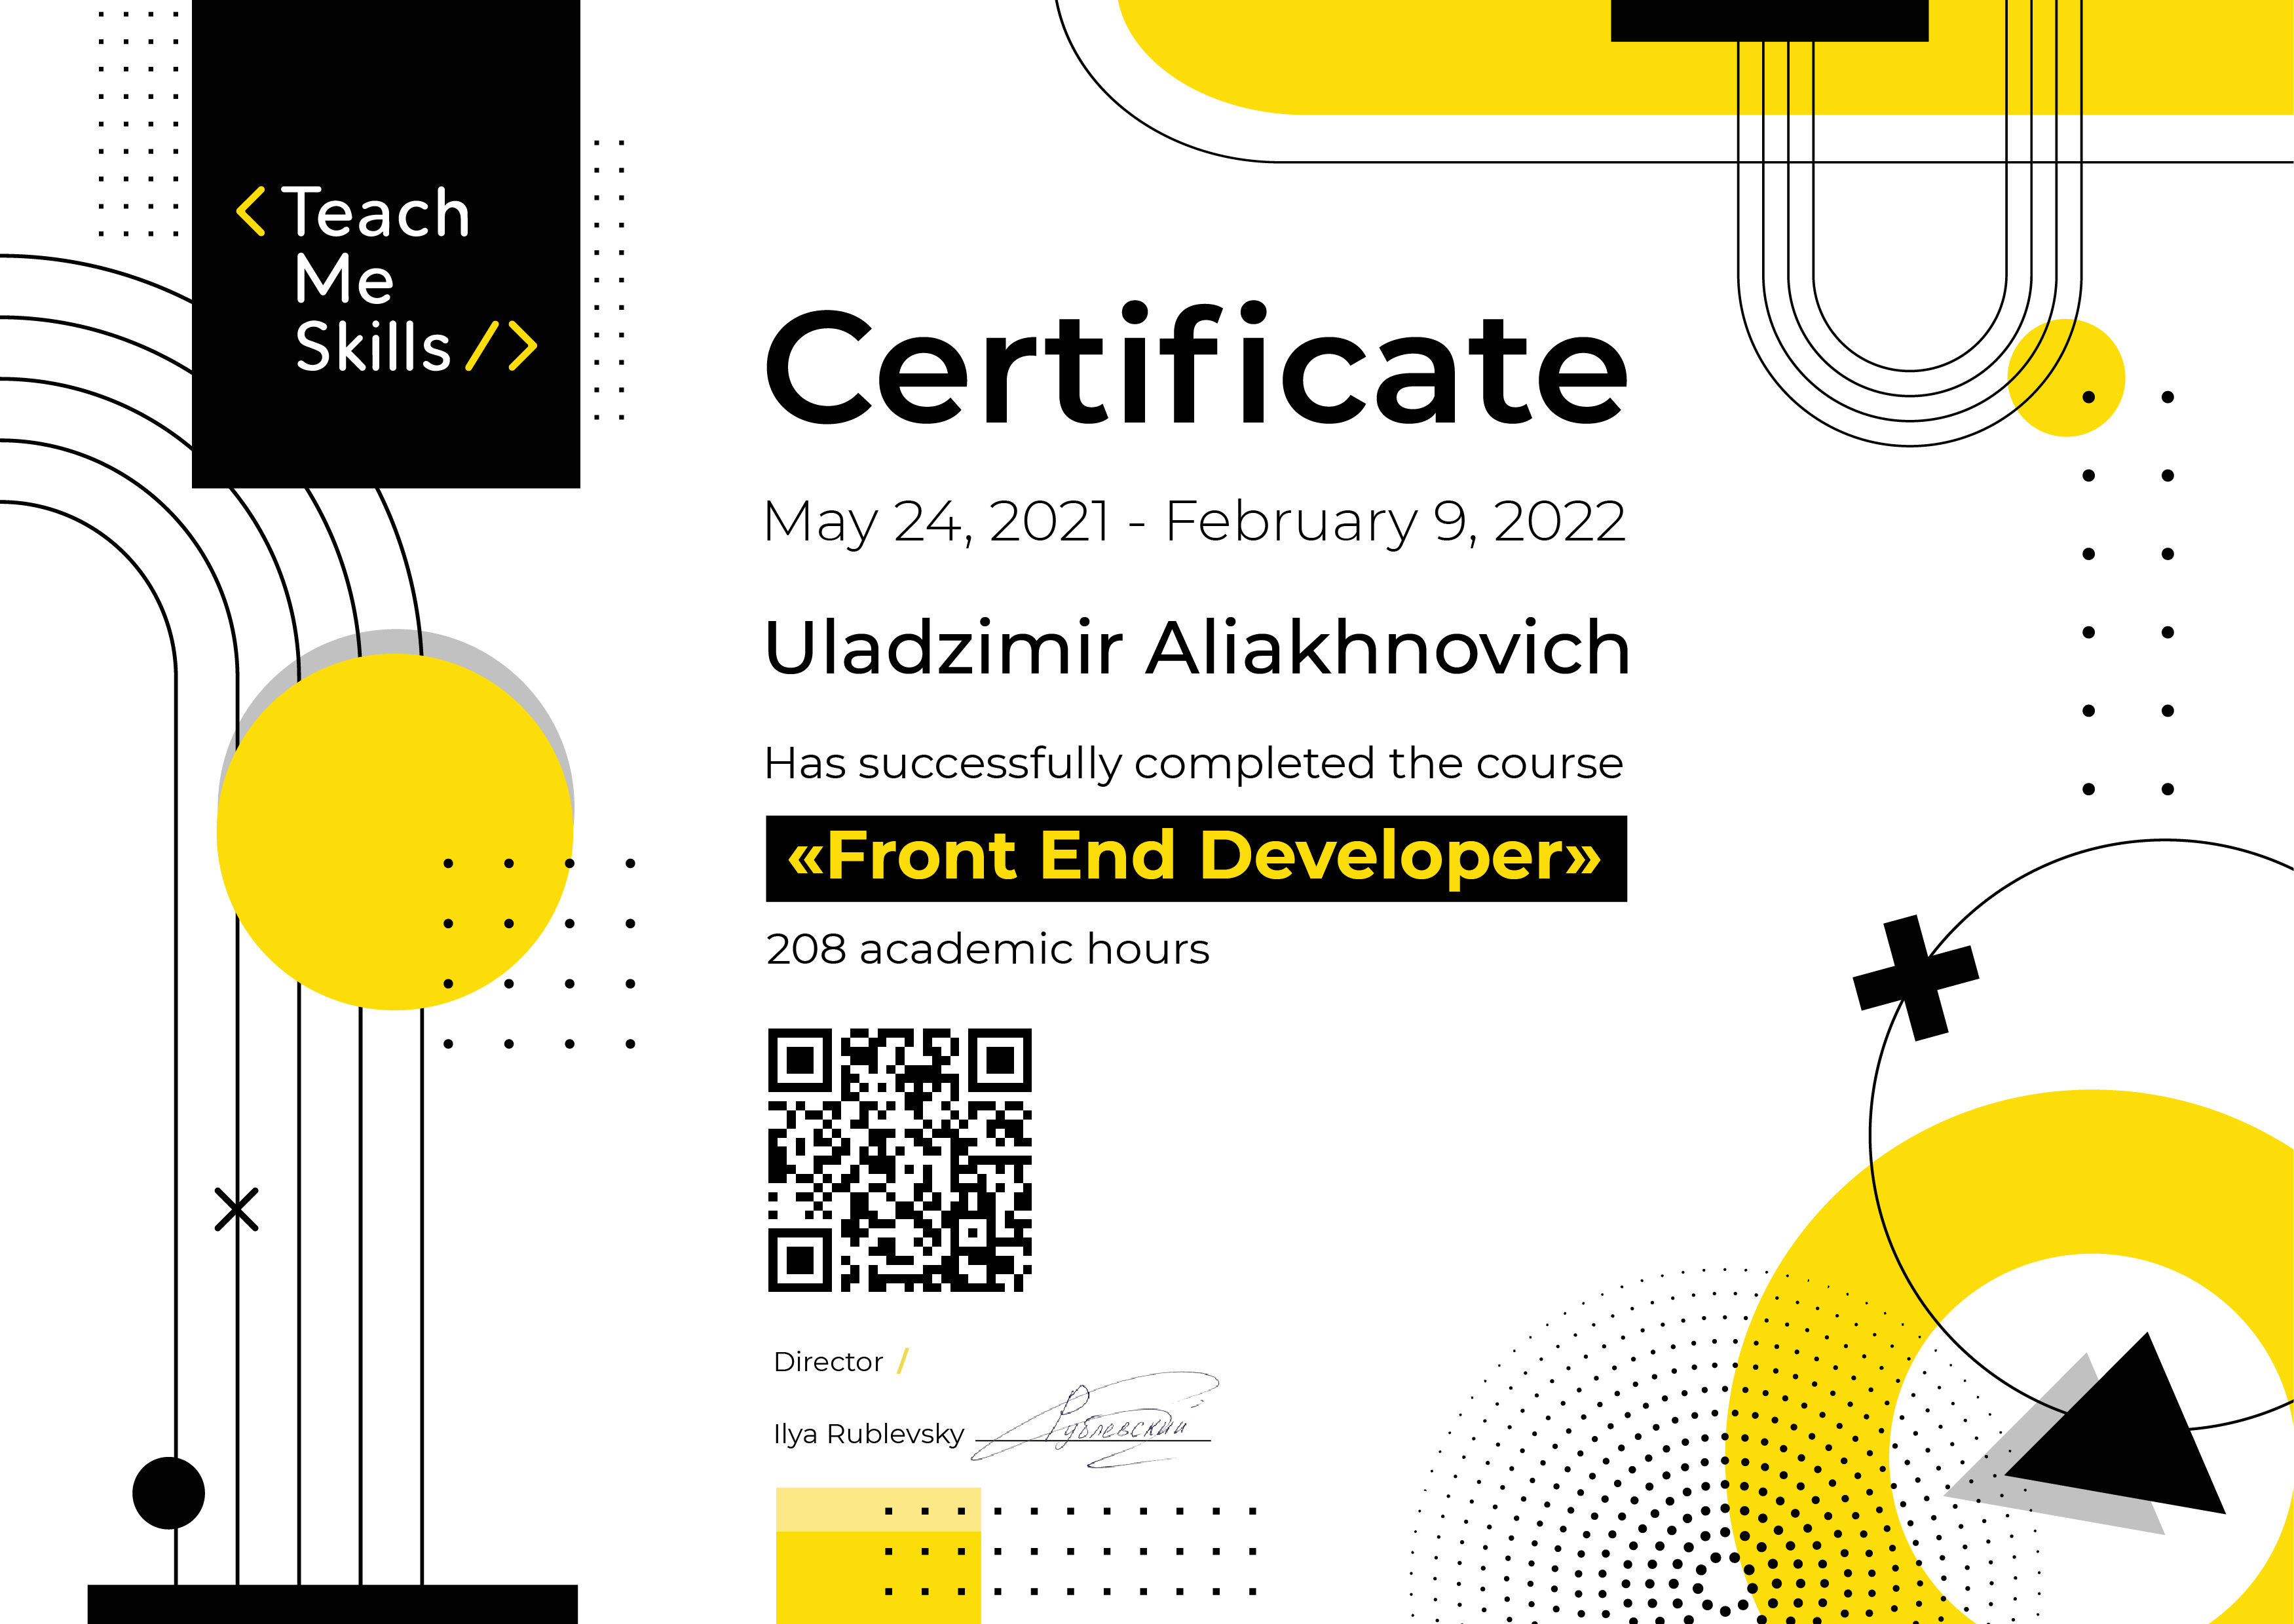 <Teach
Me
Skills/>
Certificate
May 24, 2021 - February 9, 2022
Uladzimir Aliakhnovich
Has successfully completed the course
«Front End Developer»
208 academic hours
Director /
Ilya Rublevsky Рублевский